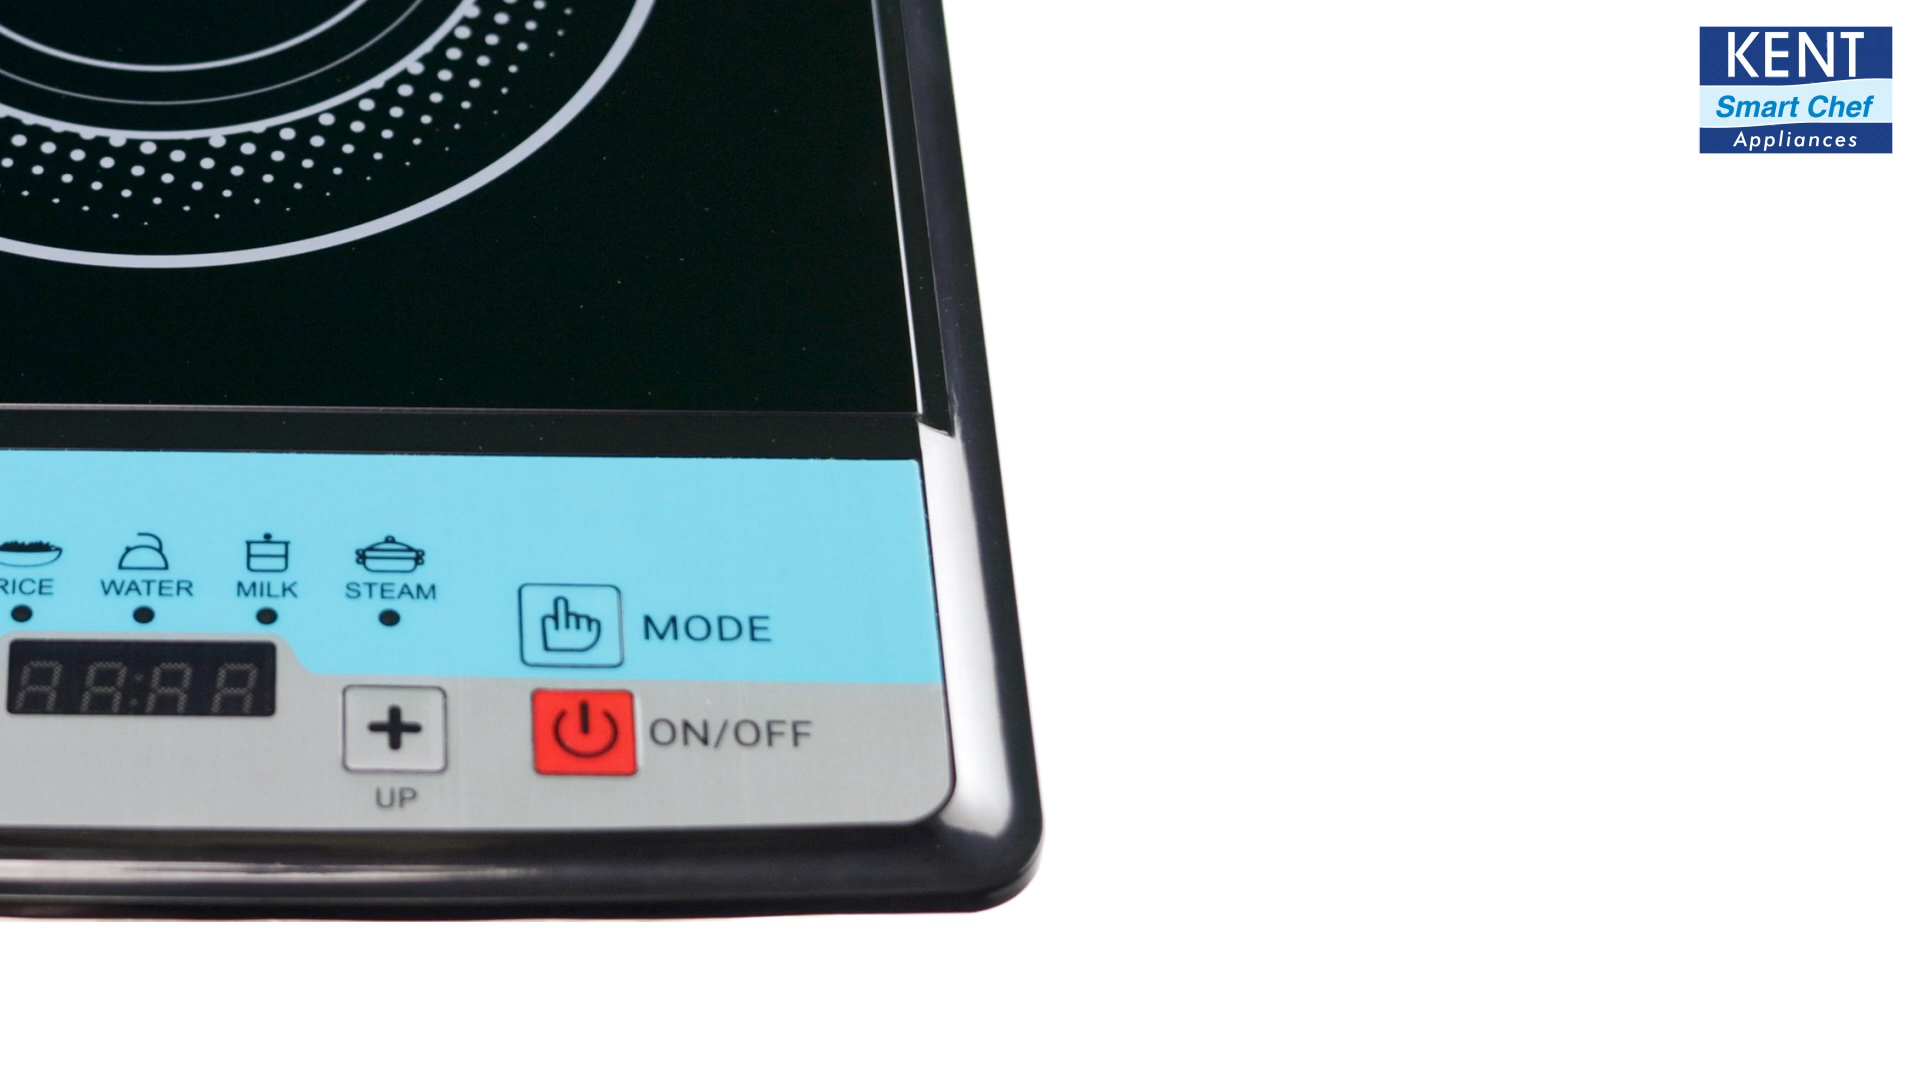 KENT
Smart Chef
Appliances
RICE
WATER
MILK
STEAM
MODE
ON/OFF
UP